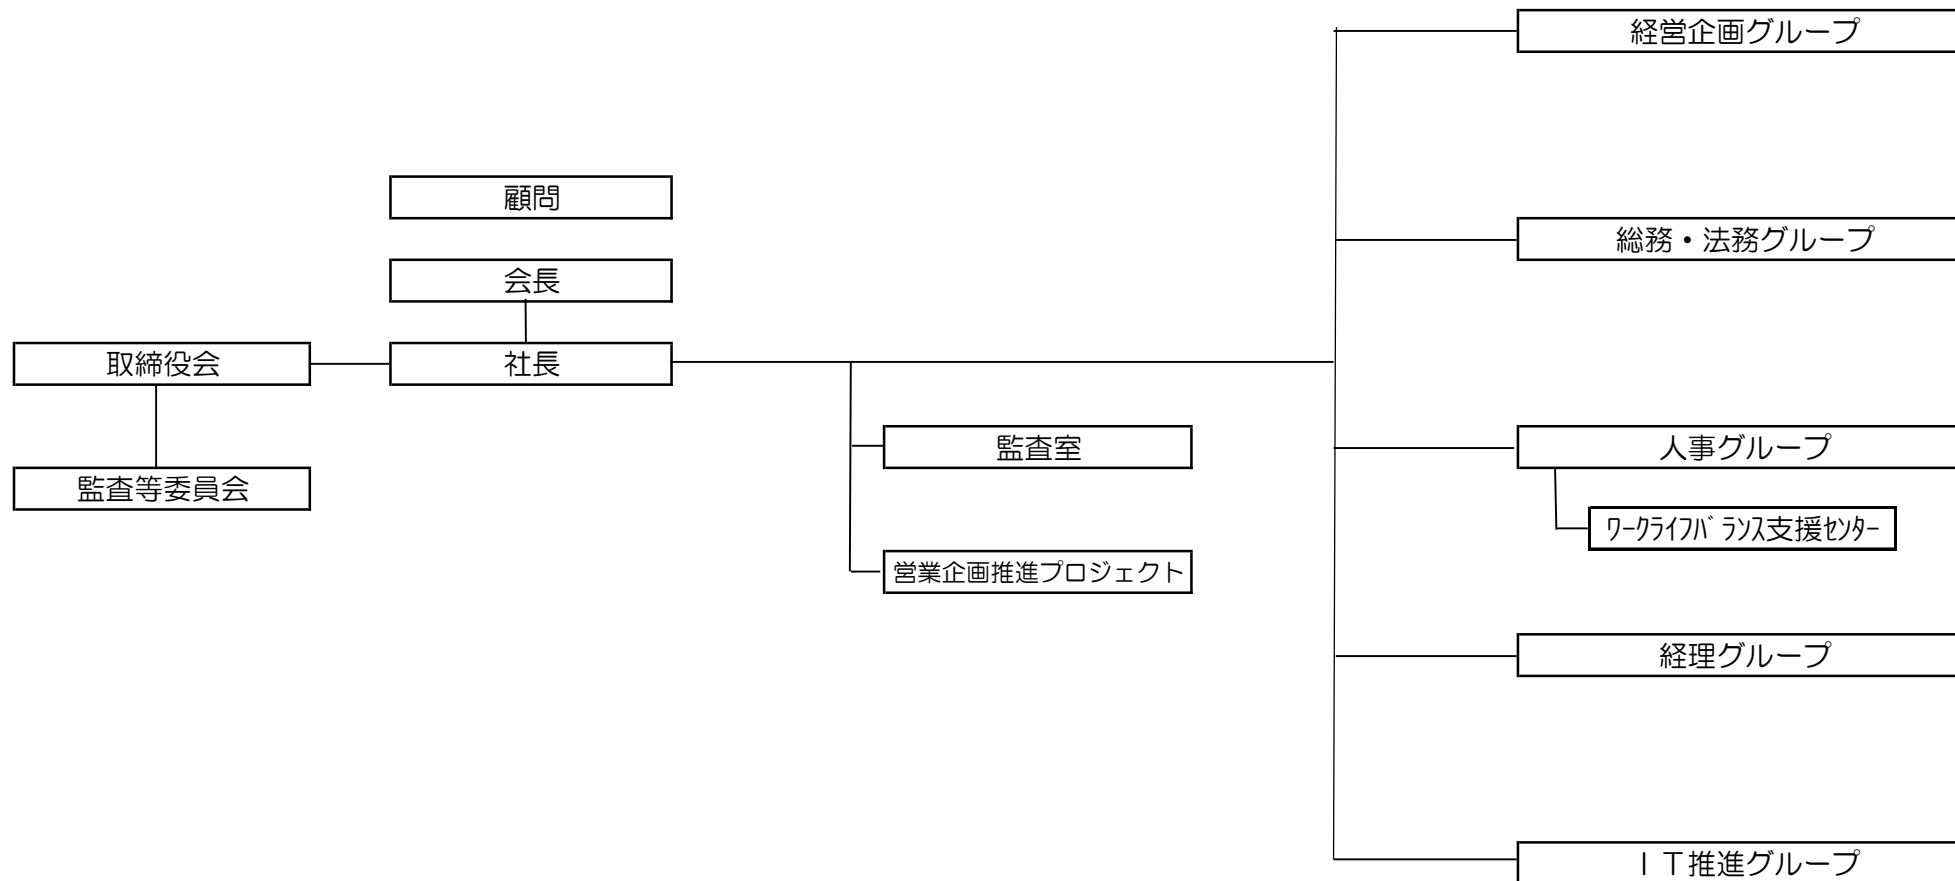 経営企画グループ
顧問
総務・法務グループ
会長
取締役会
社長
監査室
人事グループ
監査等委員会
ﾜｰｸﾗｲﾌﾊﾞﾗﾝｽ支援ｾﾝﾀｰ
営業企画推進プロジェクト
経理グループ
ＩＴ推進グループ